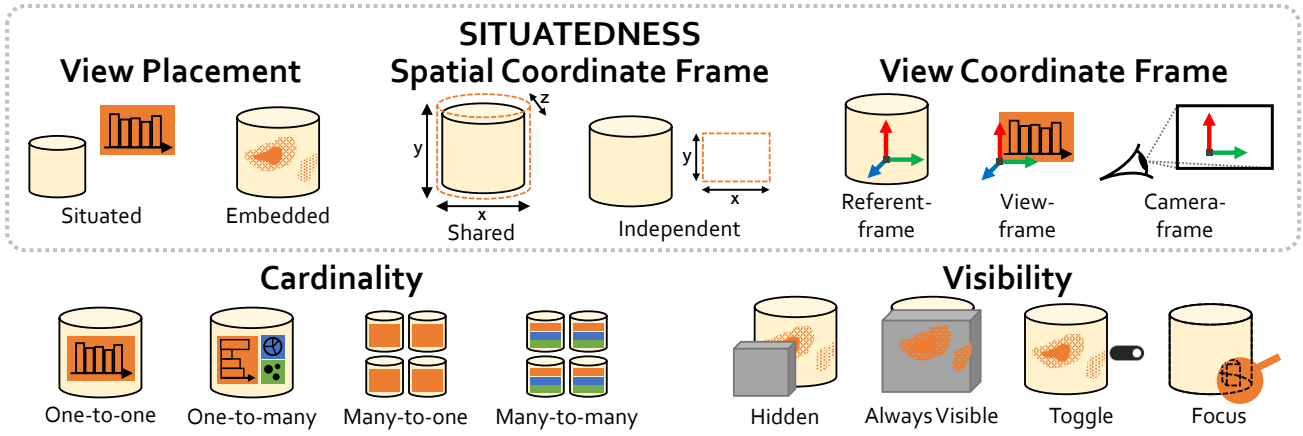 SITUATEDNESS
View Placement
Spatial Coordinate Frame
View Coordinate Frame
Situated
Embedded
y
z
x
Shared
y
x
Independent
Referent-
frame
View-
frame
Camera-
frame
Cardinality
Visibility
One-to-one
One-to-many
Many-to-one
Many-to-many
Hidden
Always Visible
Toggle
Focus